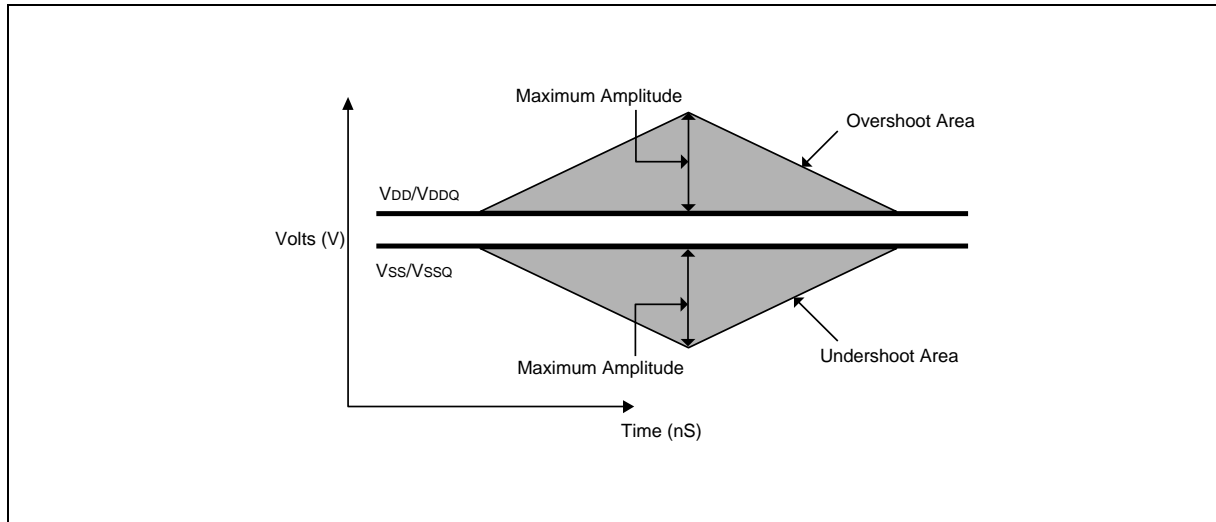 Maximum Amplitude
Overshoot Area
VDD/VDDQ
Volts (V)
VSS/VSSQ
Maximum Amplitude
Undershoot Area
Time (nS)